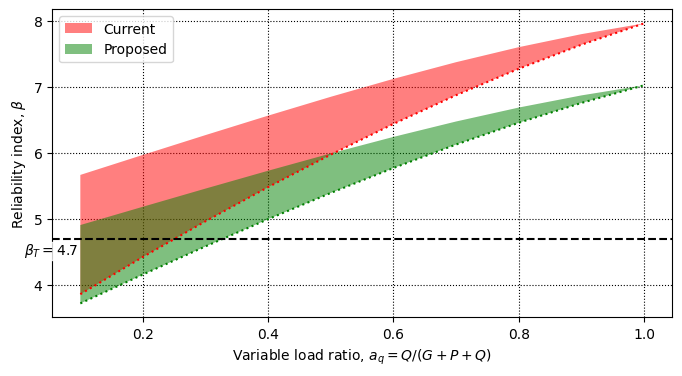 Current
Proposed
8
7
6
5
4
Reliability index, β
β_T = 4.7
0.2
0.4
0.6
0.8
1.0
Variable load ratio, a_q = Q/(G + P + Q)